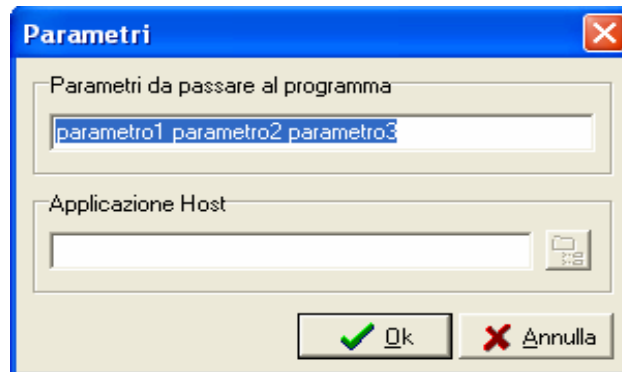 Parametri
Parametri da passare al programma
parametro1 parametro2 parametro3
Applicazione Host
Ok
Annulla